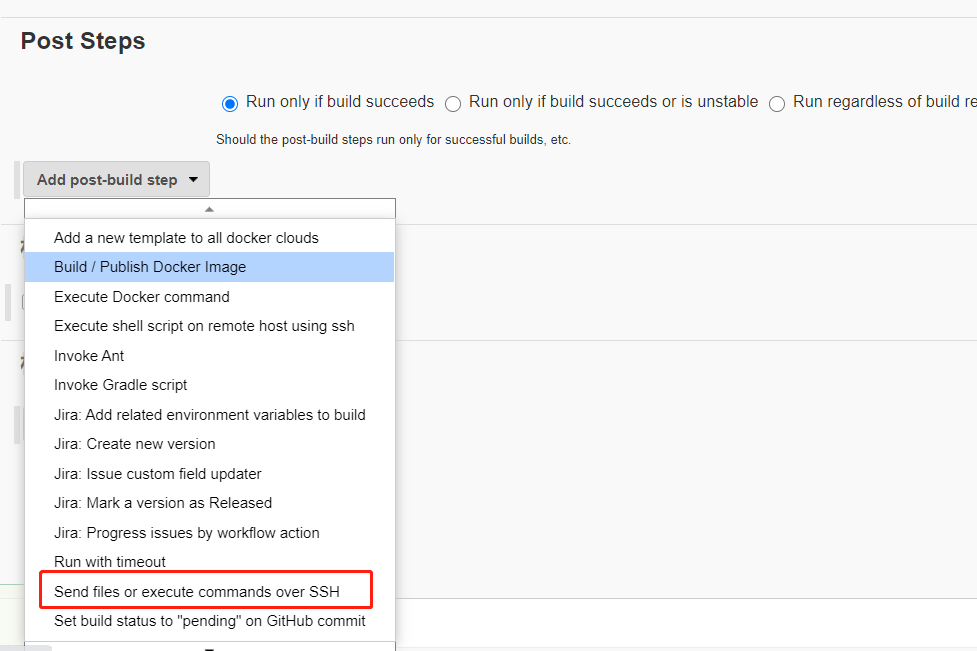 Post Steps
Run only if build succeeds Run only if build succeeds or is unstable Run regardless of build re
Should the post-build steps run only for successful builds, etc.
Add post-build step
Add a new template to all docker clouds
Build / Publish Docker Image
Execute Docker command
Execute shell script on remote host using ssh
Invoke Ant
Invoke Gradle script
Jira: Add related environment variables to build
Jira: Create new version
Jira: Issue custom field updater
Jira: Mark a version as Released
Jira: Progress issues by workflow action
Run with timeout
Send files or execute commands over SSH
Set build status to "pending" on GitHub commit